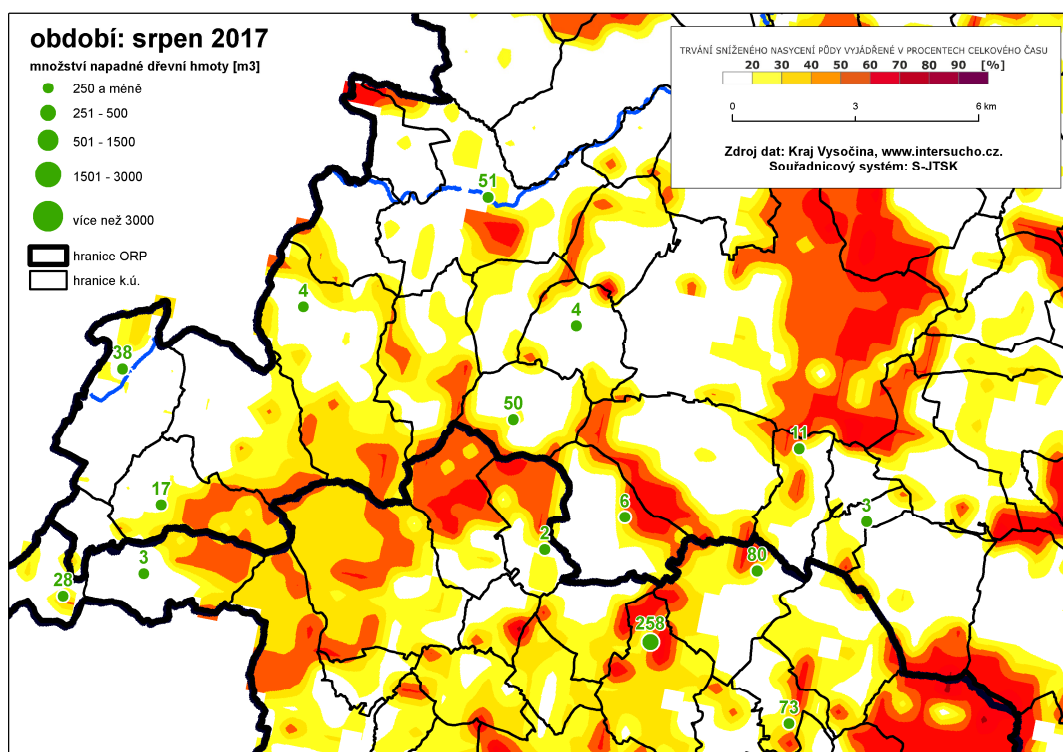 období: srpen 2017
množství napadné dřevní hmoty [m3]
250 a méně
251 - 500
501 - 1500
1501 - 3000
více než 3000
hranice ORP
hranice k.ú.
TRVÁNÍ SNÍŽENÉHO NASYCENÍ PŮDY VYJÁDŘENÉ V PROCENTECH CELKOVÉHO ČASU
20 30 40 50 60 70 80 90 [%]
0 3 6 km
Zdroj dat: Kraj Vysočina, www.intersucho.cz.
Souřadnicový systém: S-JTSK
51
4
4
38
50
11
17
6
3
2
3
80
28
258
73